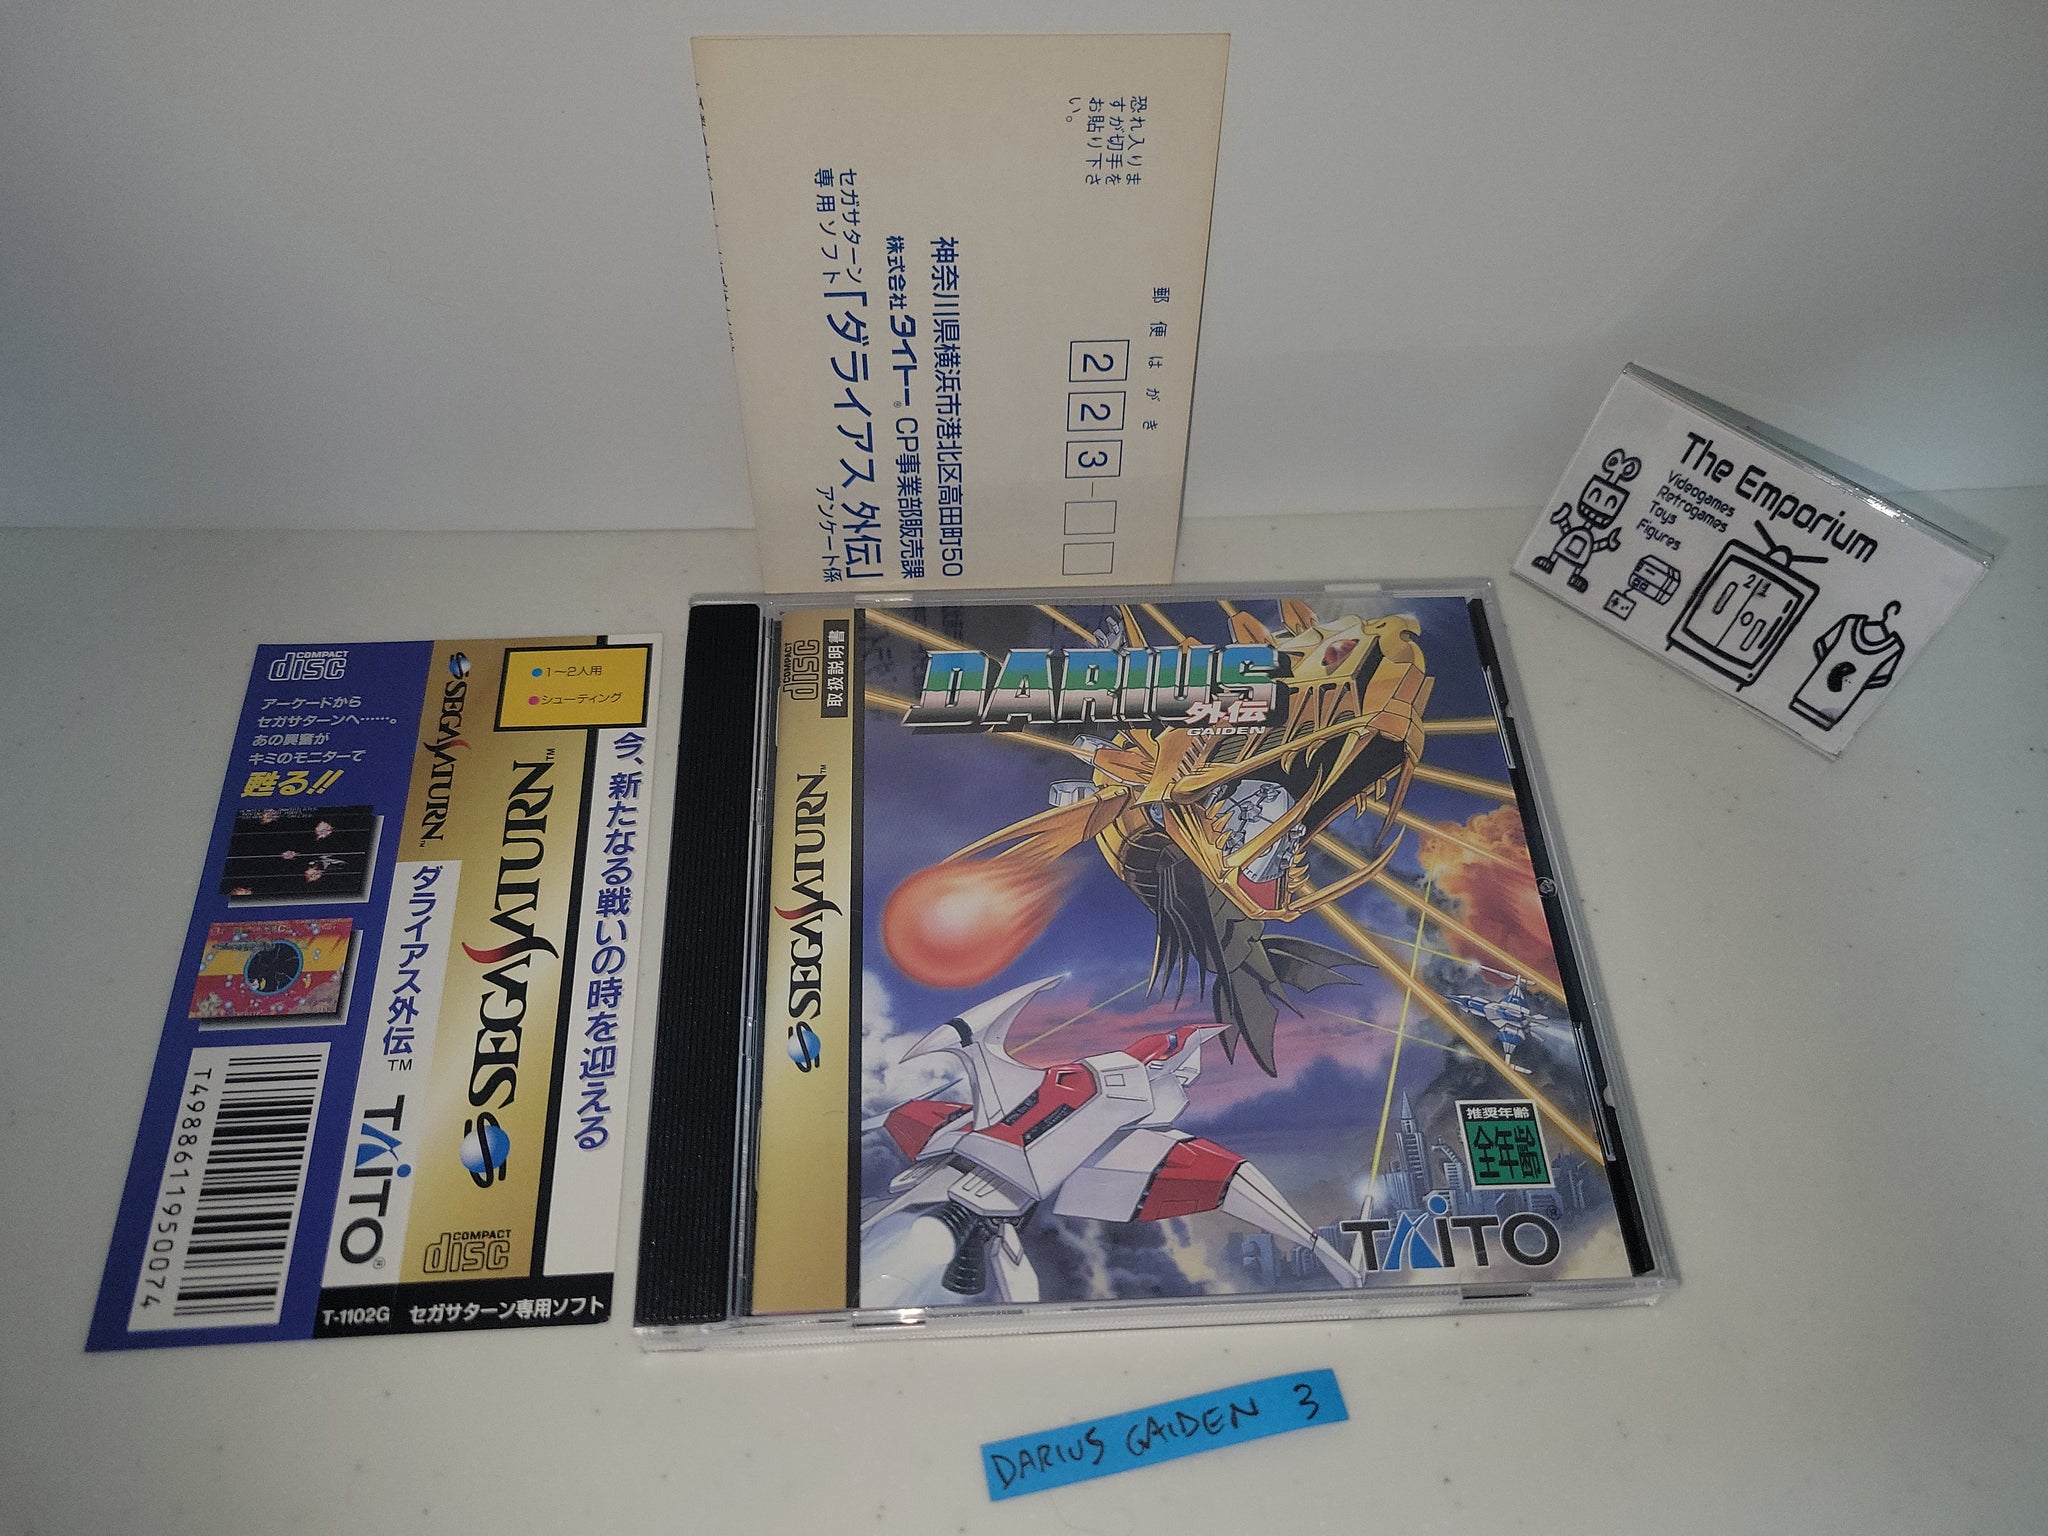 恐れ入りま
すが切手を
お貼り下さ
い。
郵便はがき
223-
神奈川県横浜市港北区高田町50
株式会社タイトー® CP事業部販売課
セガサターン
専用ソフト
「ダライアス外伝」
アンケート係
The Emporium
Videogames
Retrogames
Toys
Figures
2 1
COMPACT
disc
アーケードから
セガサターンへ……。
あの興奮が
キミのモニターで
甦る!!
T4988611950074
SEGA SATURN™
ダライアス外伝™
TAITO®
1〜2人用
シューティング
SEGA SATURN™
COMPACT
disc
今、新たなる戦いの時を迎える
T-1102G セガサターン専用ソフト
COMPACT
disc
取扱説明書
SEGA SATURN™
DARIUS
外伝
GAIDEN
推奨年齢
全年齢
TAITO®
DARIUS GAIDEN 3